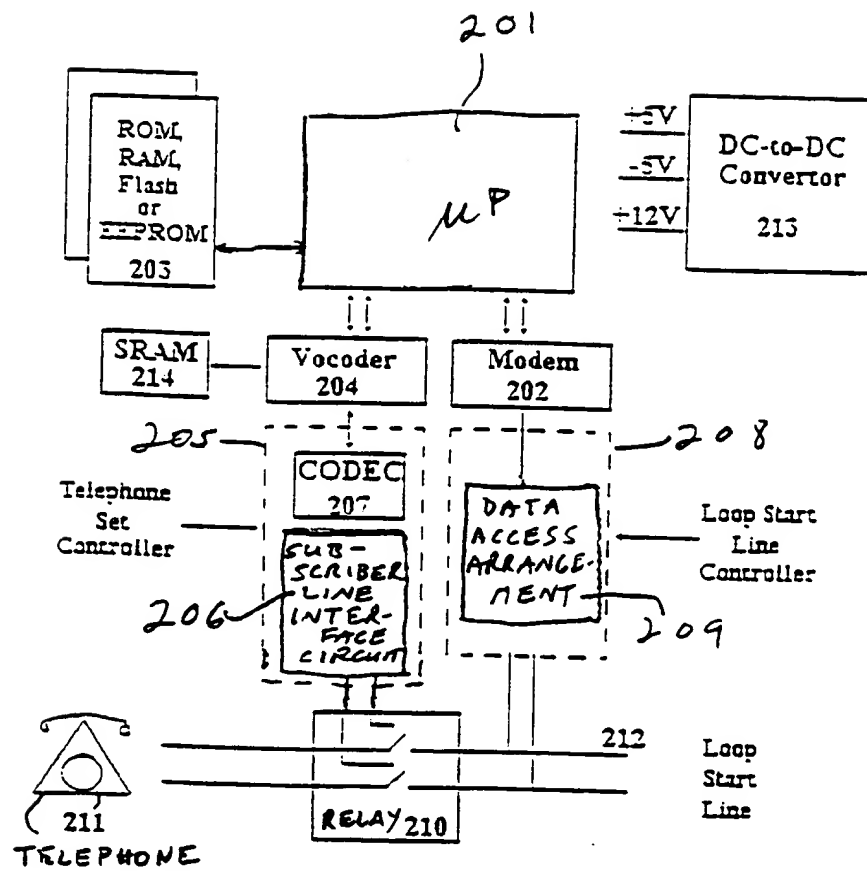 201
ROM,
RAM,
Flash
or
EEPROM
203
μP
+5V
-5V
+12V
DC-to-DC
Convertor
213
SRAM
214
Vocoder
204
Modem
202
205
208
Telephone
Set
Controller
CODEC
207
SUB-
SCRIBER
LINE
INTER-
FACE
CIRCUIT
206
DATA
ACCESS
ARRANGE-
MENT
209
Loop Start
Line
Controller
211
TELEPHONE
RELAY 210
212
Loop
Start
Line